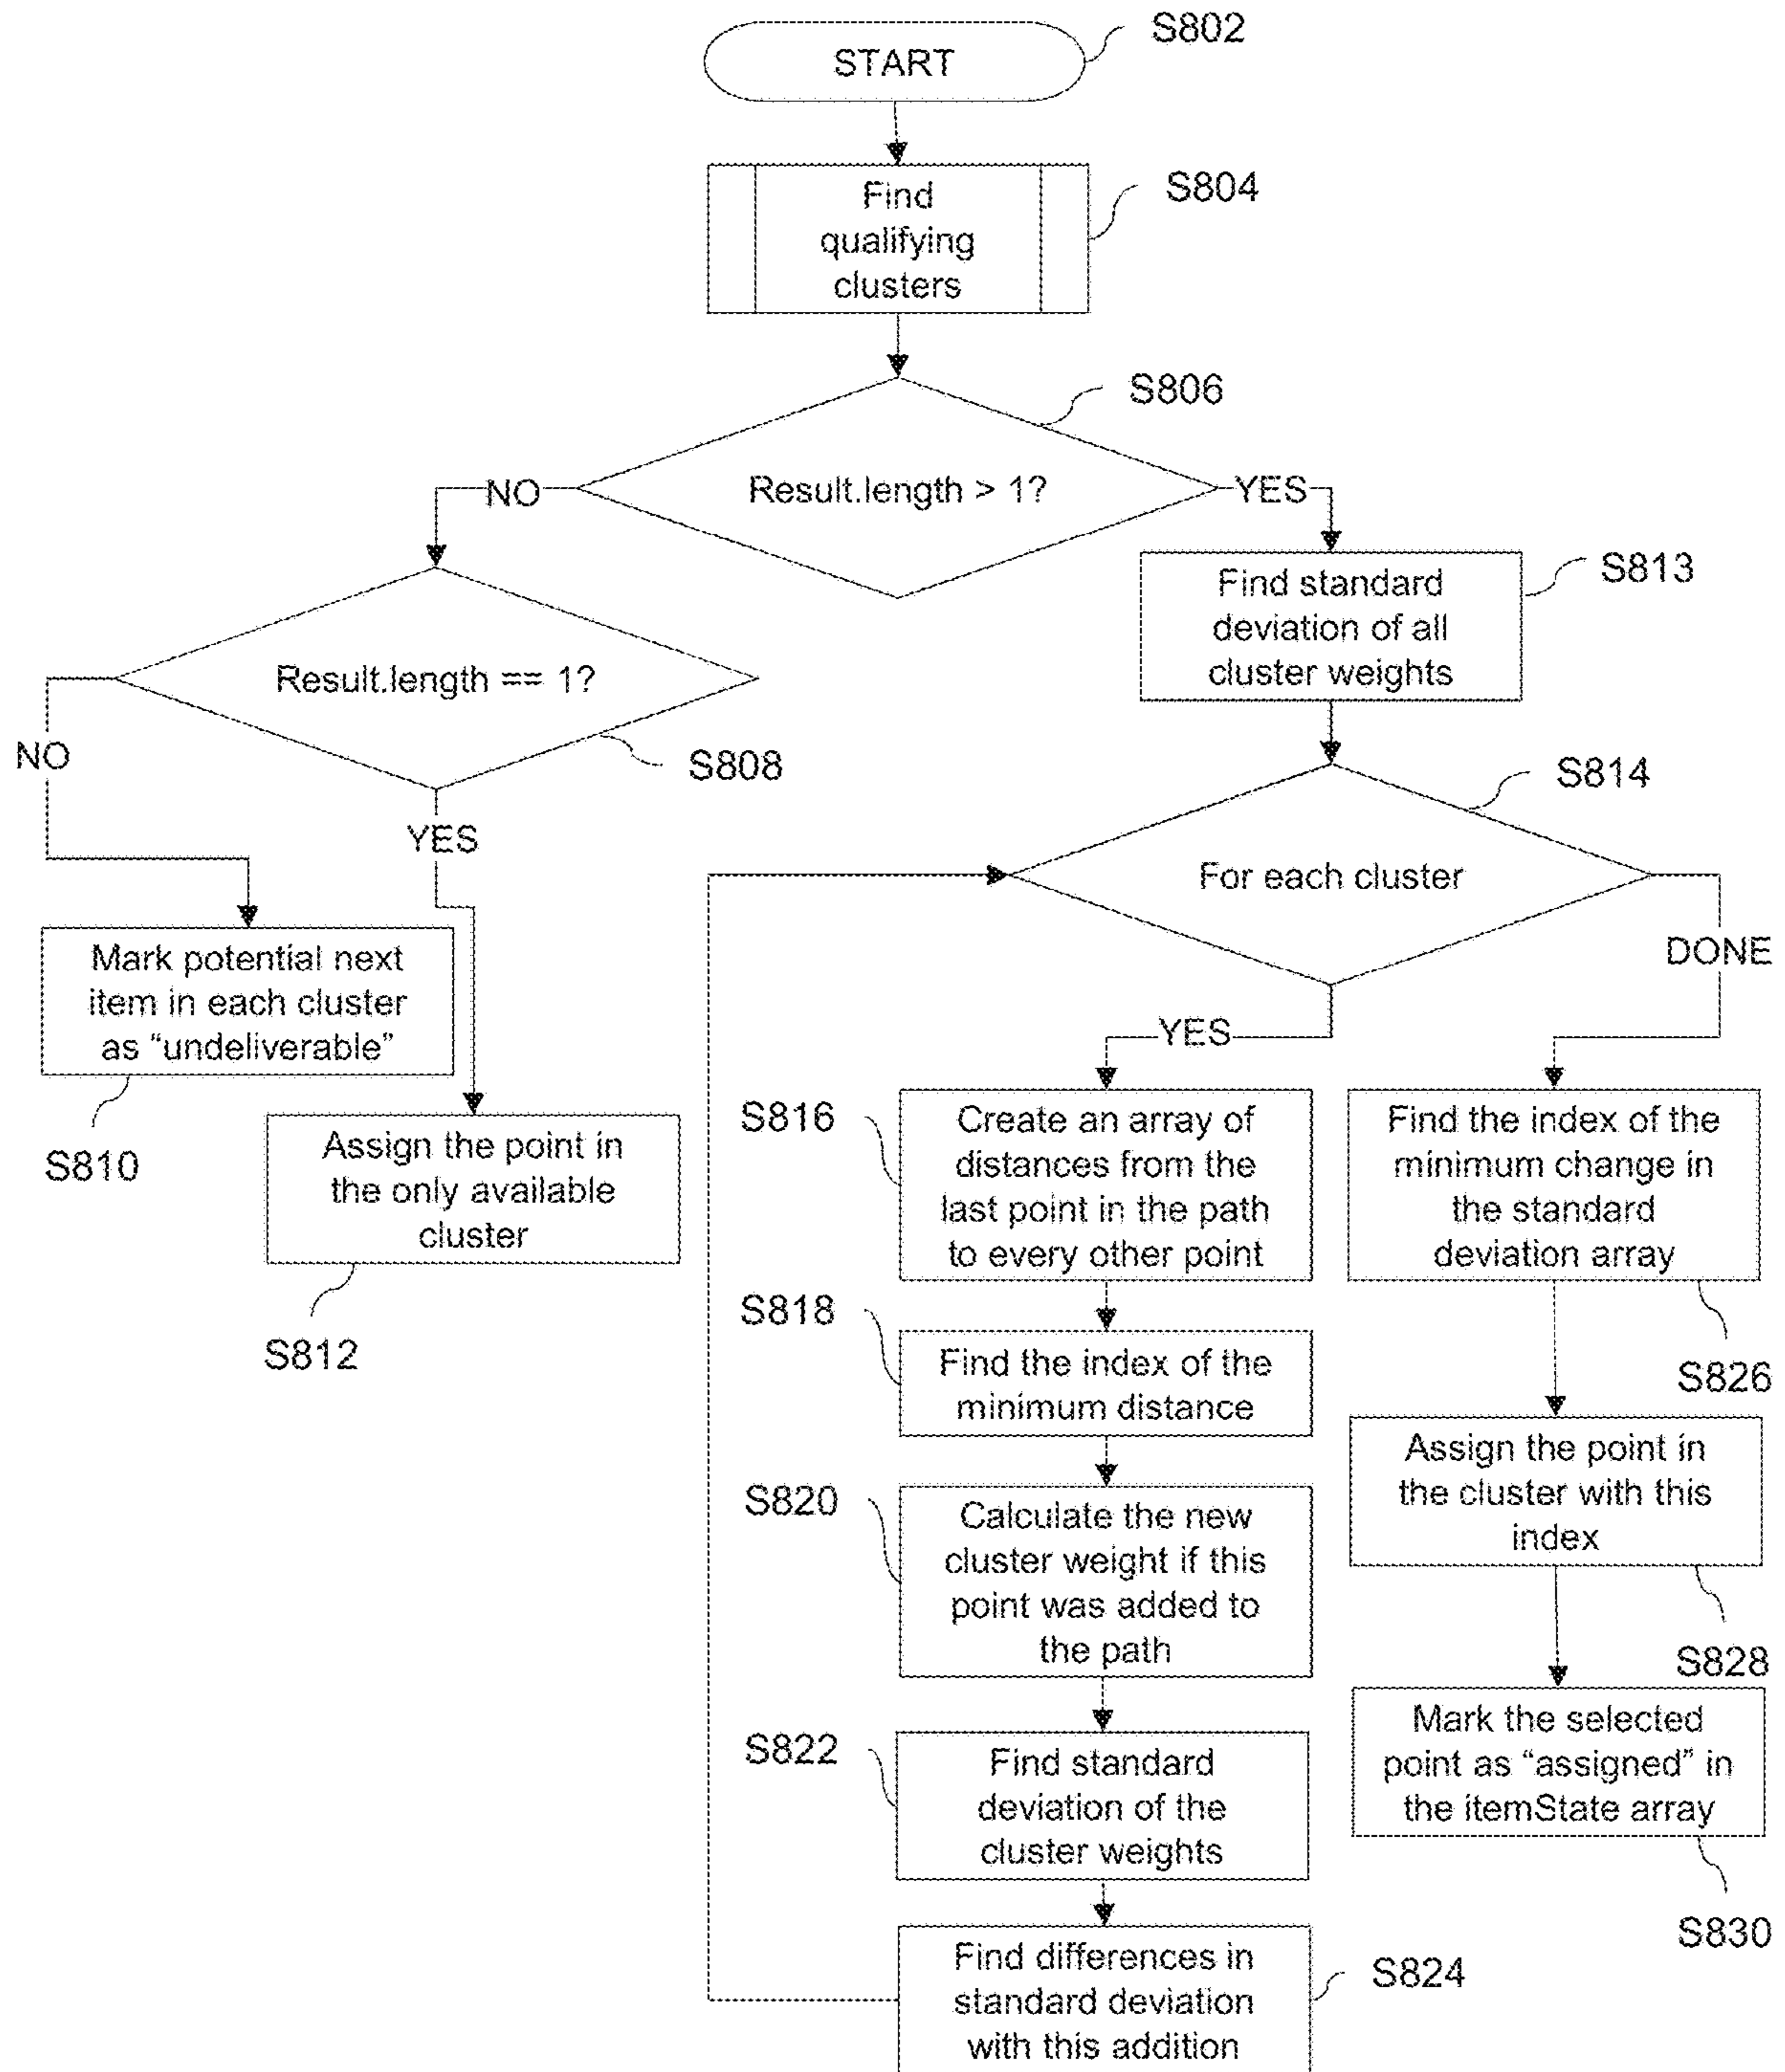 START
S802
Find
qualifying
clusters
S804
S806
Result.length > 1?
NO
YES
Find standard
deviation of all
cluster weights
S813
Result.length == 1?
S808
NO
YES
S814
For each cluster
DONE
YES
Mark potential next
item in each cluster
as “undeliverable”
S810
Assign the point in
the only available
cluster
S812
S816
Create an array of
distances from the
last point in the path
to every other point
Find the index of the
minimum change in
the standard
deviation array
S826
S818
Find the index of the
minimum distance
Assign the point in
the cluster with this
index
S828
S820
Calculate the new
cluster weight if this
point was added to
the path
Mark the selected
point as “assigned” in
the itemState array
S830
S822
Find standard
deviation of the
cluster weights
Find differences in
standard deviation
with this addition
S824